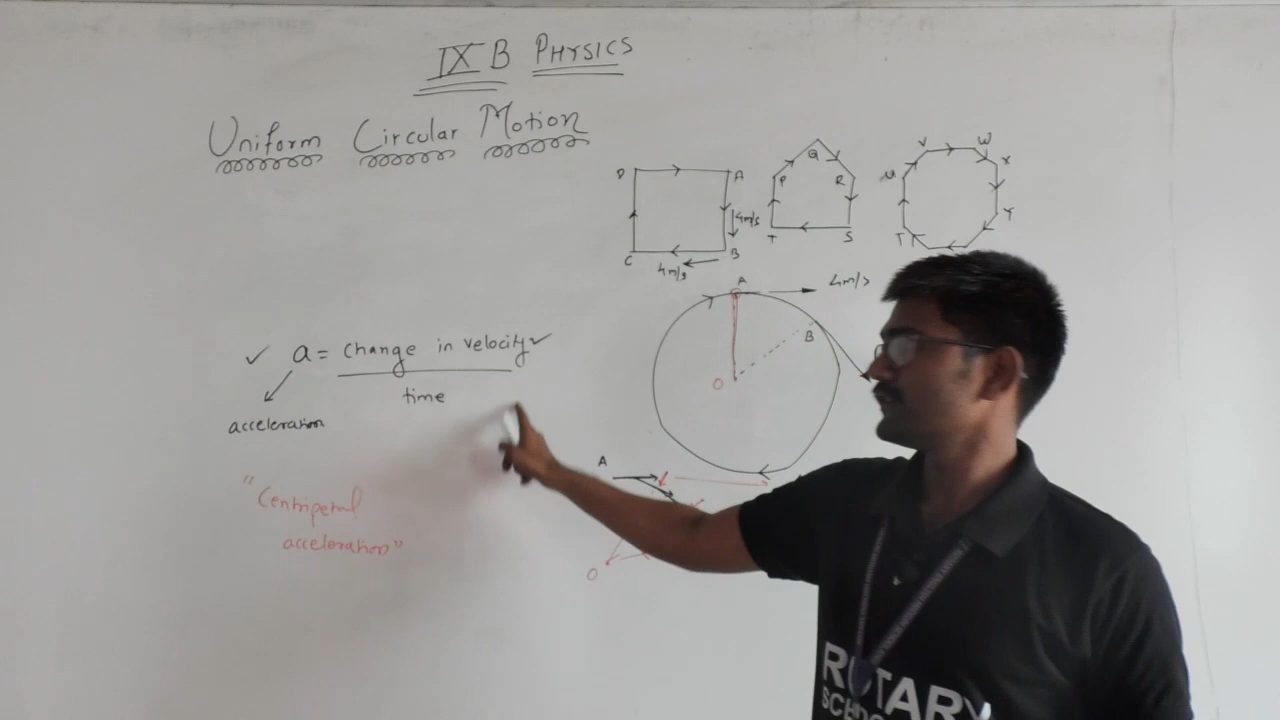 IX B PHYSICS
Uniform Circular Motion
D A
P Q R
U V W X
4m/s
T S
T Y
C B
4m/s
A 4m/s
B
O
✓ a = change in velocity ✓
time
acceleration
A
"Centripetal
acceleration"
O
ROTARY